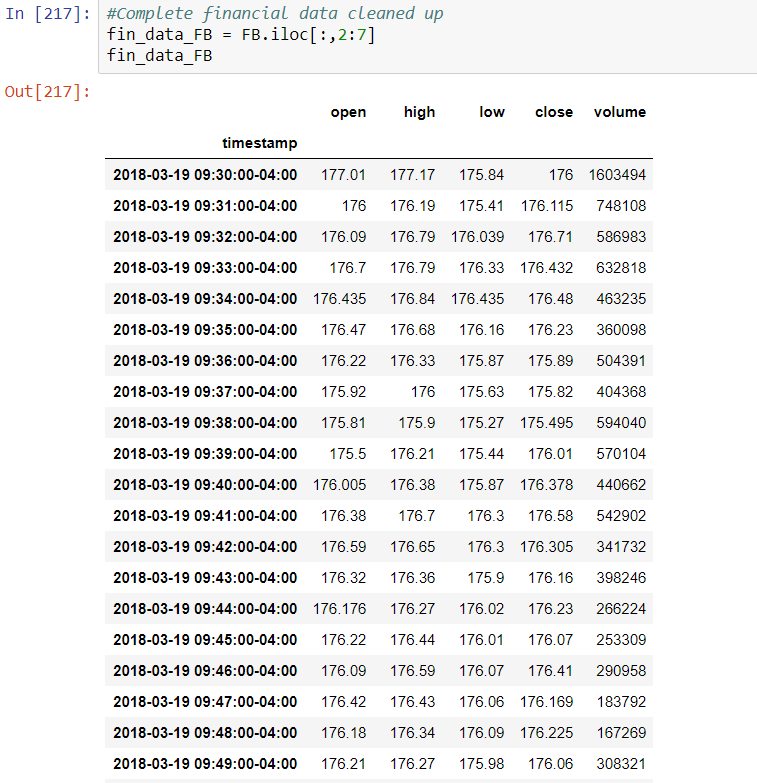 In [217]: #Complete financial data cleaned up
fin_data_FB = FB.iloc[:,2:7]
fin_data_FB
Out[217]:
open high low close volume
timestamp
2018-03-19 09:30:00-04:00 177.01 177.17 175.84 176 1603494
2018-03-19 09:31:00-04:00 176 176.19 175.41 176.115 748108
2018-03-19 09:32:00-04:00 176.09 176.79 176.039 176.71 586983
2018-03-19 09:33:00-04:00 176.7 176.79 176.33 176.432 632818
2018-03-19 09:34:00-04:00 176.435 176.84 176.435 176.48 463235
2018-03-19 09:35:00-04:00 176.47 176.68 176.16 176.23 360098
2018-03-19 09:36:00-04:00 176.22 176.33 175.87 175.89 504391
2018-03-19 09:37:00-04:00 175.92 176 175.63 175.82 404368
2018-03-19 09:38:00-04:00 175.81 175.9 175.27 175.495 594040
2018-03-19 09:39:00-04:00 175.5 176.21 175.44 176.01 570104
2018-03-19 09:40:00-04:00 176.005 176.38 175.87 176.378 440662
2018-03-19 09:41:00-04:00 176.38 176.7 176.3 176.58 542902
2018-03-19 09:42:00-04:00 176.59 176.65 176.3 176.305 341732
2018-03-19 09:43:00-04:00 176.32 176.36 175.9 176.16 398246
2018-03-19 09:44:00-04:00 176.176 176.27 176.02 176.23 266224
2018-03-19 09:45:00-04:00 176.22 176.44 176.01 176.07 253309
2018-03-19 09:46:00-04:00 176.09 176.59 176.07 176.41 290958
2018-03-19 09:47:00-04:00 176.42 176.43 176.06 176.169 183792
2018-03-19 09:48:00-04:00 176.18 176.34 176.09 176.225 167269
2018-03-19 09:49:00-04:00 176.21 176.27 175.98 176.06 308321